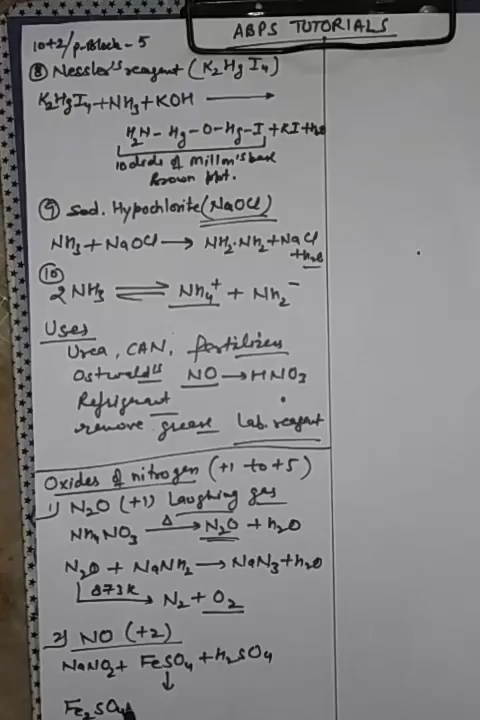 ABPS TUTORIALS
10+2/p-Block-5
⑧ Nessler's reagent (K2HgI4)
K2HgI4+NH3+KOH ⟶
H2N-Hg-O-Hg-I+KI+H2O
Iodide of Millon's base
Brown ppt.
⑨ Sod. Hypochlorite (NaOCl)
NH3+NaOCl ⟶ NH2.NH2+NaCl
+H2O
⑩
2NH3 ⇌ NH4+ + NH2-
Uses
Urea, CAN, fertilizers
Ostwald's NO ⟶ HNO3
Refrigerant
remove grease Lab. reagent
Oxides of nitrogen (+1 to +5)
1) N2O (+1) Laughing gas
NH4NO3 Δ⟶ N2O + H2O
N2O + NaNH2 ⟶ NaN3+H2O
873K⟶ N2 + O2
2) NO (+2)
NaNO2+ FeSO4+H2SO4
↓
Fe2SO4